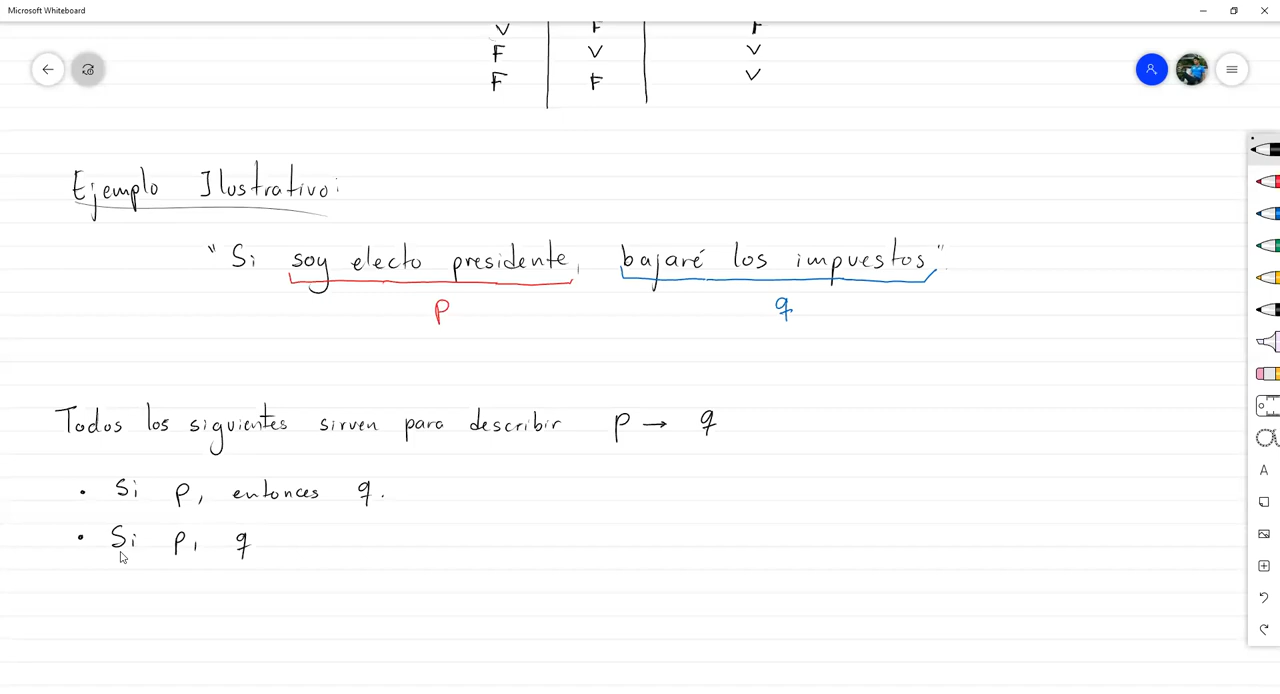 Microsoft Whiteboard
V F F
F V V
F F V
Ejemplo Ilustrativo:
"Si soy electo presidente, bajaré los impuestos".
p q
Todos los siguientes sirven para describir p → q
• Si p, entonces q.
• Si p, q
A